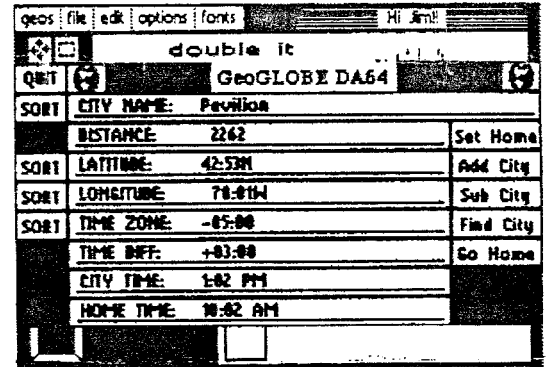 geos file edit options fonts Hi Jim!!
double it
QUIT GeoGLOBE DA64
SORT CITY NAME: Pavilion
DISTANCE: 2262 Set Home
SORT LATITUDE: 42:53N Add City
SORT LONGITUDE: 78:01W Sub City
SORT TIME ZONE: -05:00 Find City
TIME DIFF: +03:00 Go Home
CITY TIME: 1:02 PM
HOME TIME: 10:02 AM